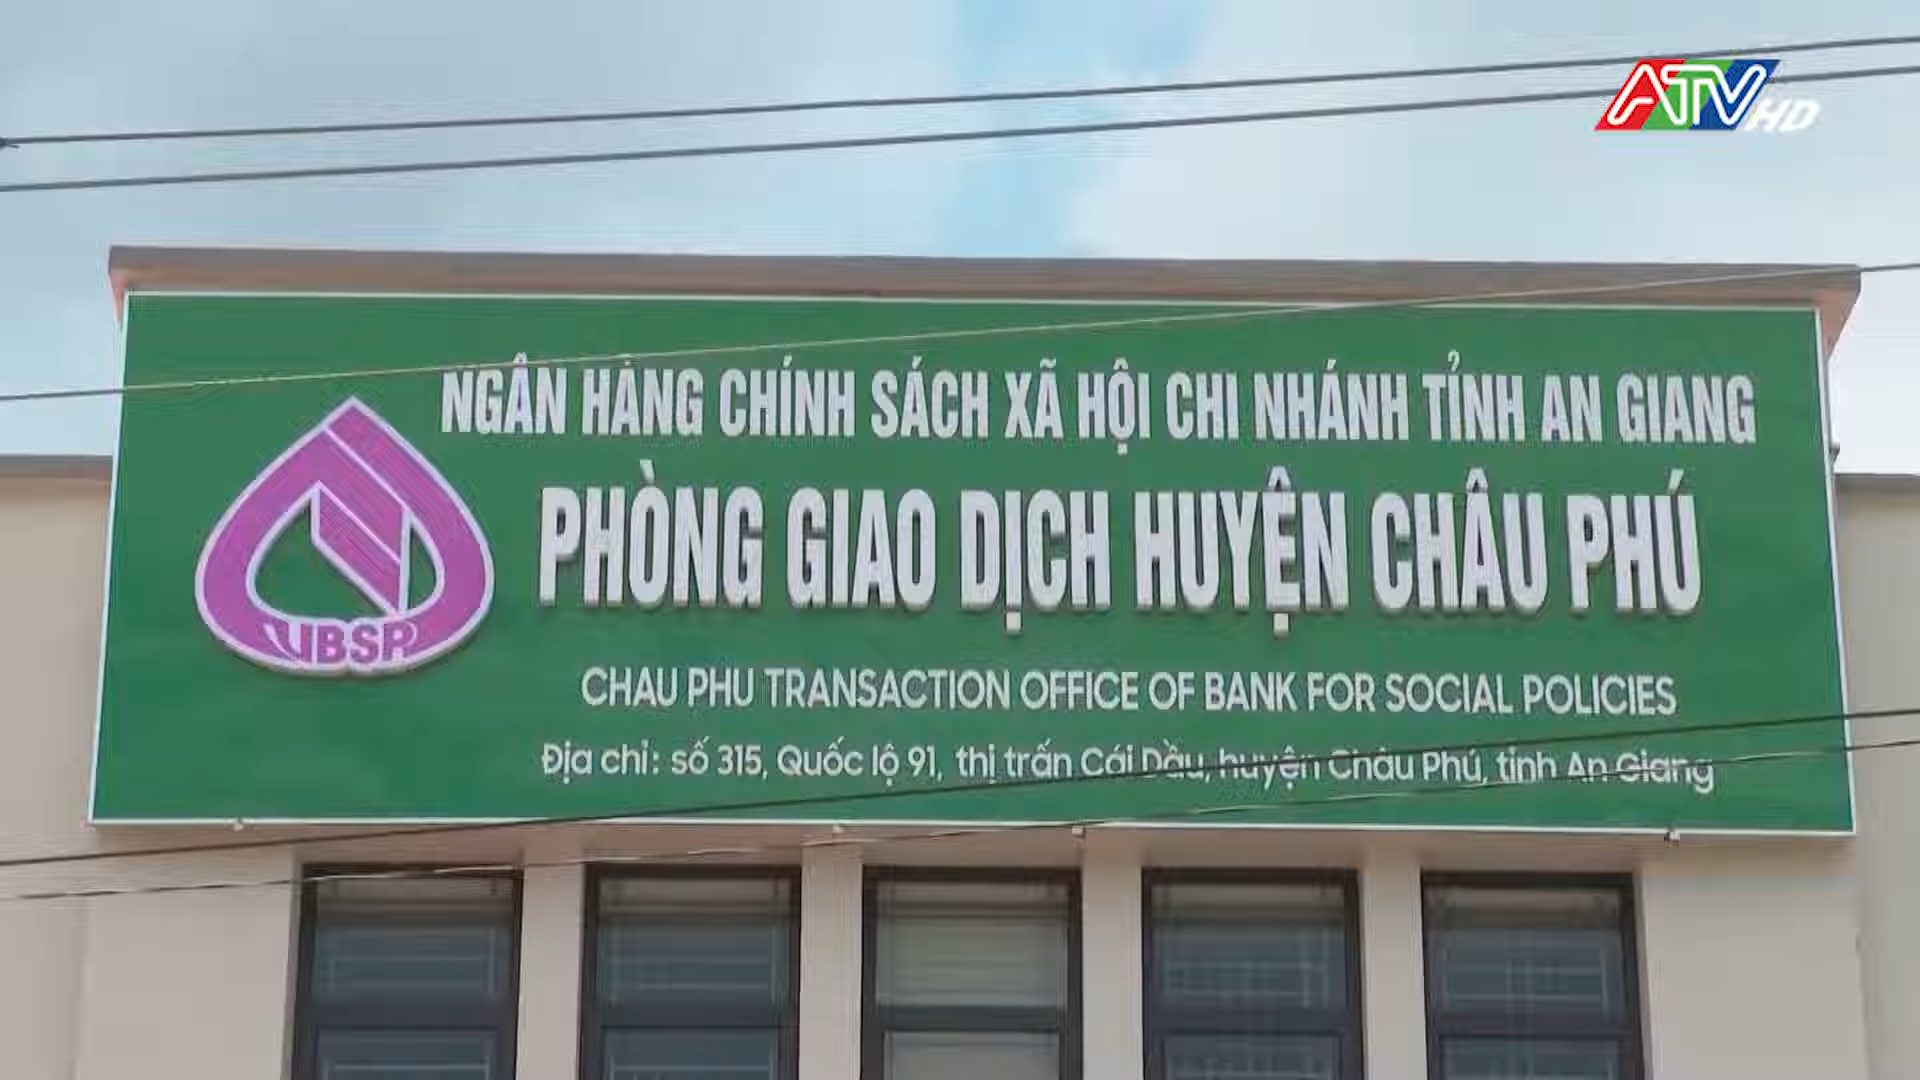 ATV HD
NGÂN HÀNG CHÍNH SÁCH XÃ HỘI CHI NHÁNH TỈNH AN GIANG
PHÒNG GIAO DỊCH HUYỆN CHÂU PHÚ
VBSP
CHAU PHU TRANSACTION OFFICE OF BANK FOR SOCIAL POLICIES
Địa chỉ: số 315, Quốc lộ 91, thị trấn Cái Dầu, huyện Châu Phú, tỉnh An Giang